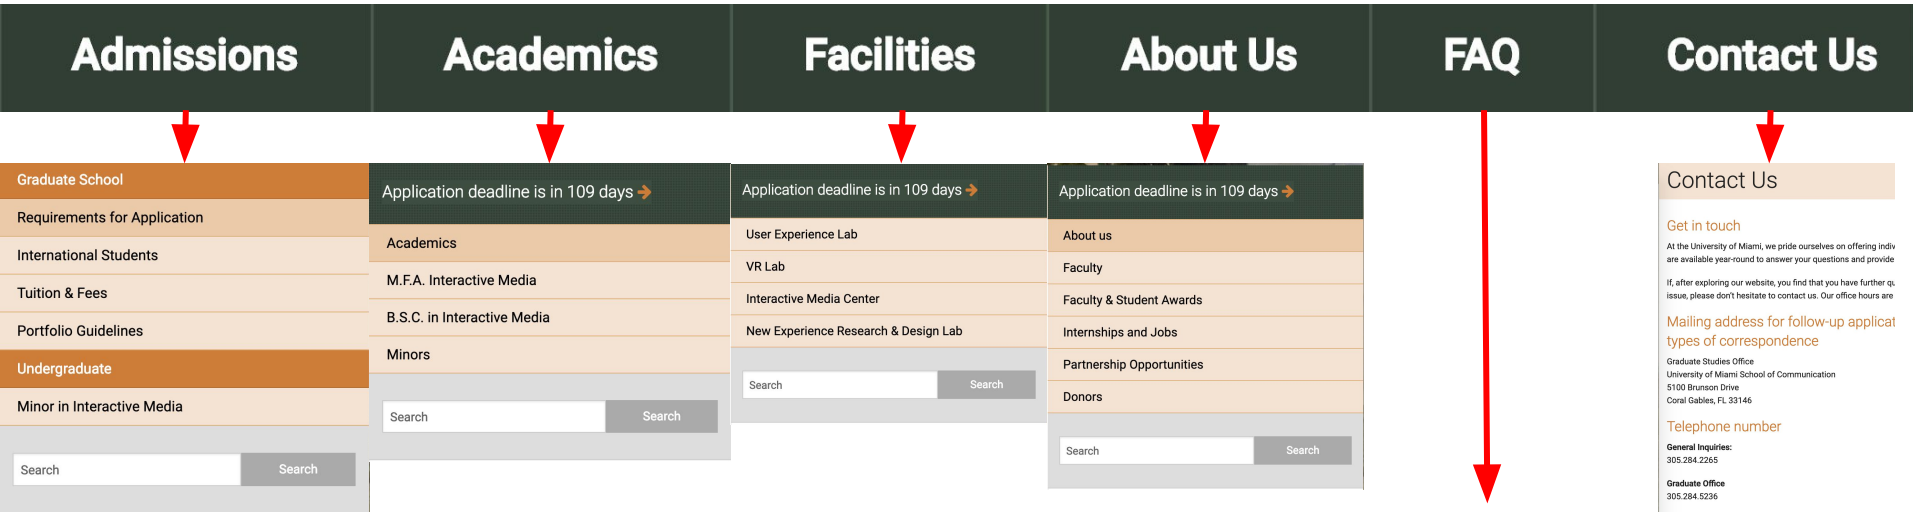 Admissions
Academics
Facilities
About Us
FAQ
Contact Us
Graduate School
Requirements for Application
International Students
Tuition & Fees
Portfolio Guidelines
Undergraduate
Minor in Interactive Media
Search
Search
Application deadline is in 109 days
Academics
M.F.A. Interactive Media
B.S.C. in Interactive Media
Minors
Search
Search
Application deadline is in 109 days
User Experience Lab
VR Lab
Interactive Media Center
New Experience Research & Design Lab
Search
Search
Application deadline is in 109 days
About us
Faculty
Faculty & Student Awards
Internships and Jobs
Partnership Opportunities
Donors
Search
Search
Contact Us
Get in touch
At the University of Miami, we pride ourselves on offering indiv
are available year-round to answer your questions and provide
If, after exploring our website, you find that you have further qu
issue, please don't hesitate to contact us. Our office hours are
Mailing address for follow-up applicat
types of correspondence
Graduate Studies Office
University of Miami School of Communication
5100 Brunson Drive
Coral Gables, FL 33146
Telephone number
General Inquiries:
305.284.2265
Graduate Office
305.284.5236